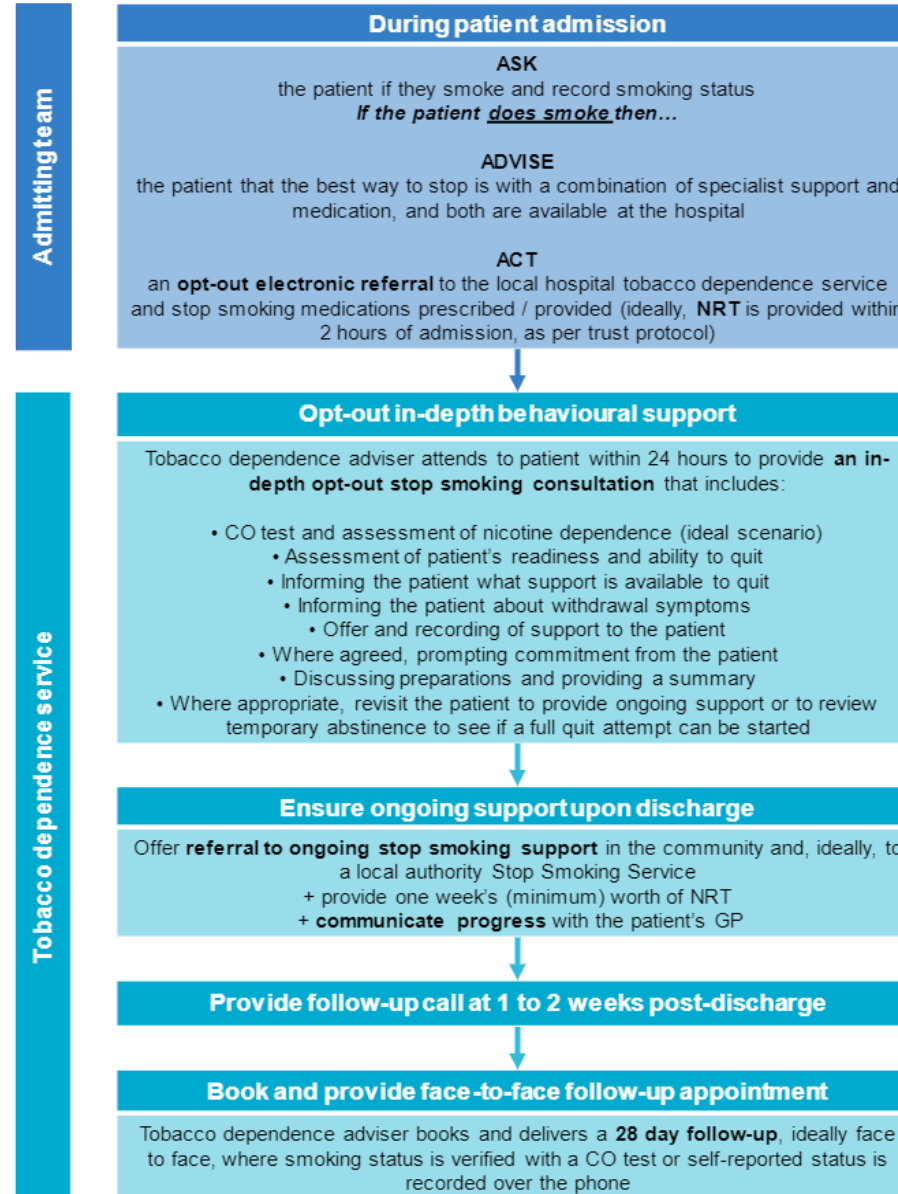 Admitting team
During patient admission
ASK
the patient if they smoke and record smoking status
If the patient does smoke then...
ADVISE
the patient that the best way to stop is with a combination of specialist support and
medication, and both are available at the hospital
ACT
an opt-out electronic referral to the local hospital tobacco dependence service
and stop smoking medications prescribed / provided (ideally, NRT is provided within
2 hours of admission, as per trust protocol)
Tobacco dependence service
Opt-out in-depth behavioural support
Tobacco dependence adviser attends to patient within 24 hours to provide an in-
depth opt-out stop smoking consultation that includes:
• CO test and assessment of nicotine dependence (ideal scenario)
• Assessment of patient's readiness and ability to quit
• Informing the patient what support is available to quit
• Informing the patient about withdrawal symptoms
• Offer and recording of support to the patient
• Where agreed, prompting commitment from the patient
• Discussing preparations and providing a summary
• Where appropriate, revisit the patient to provide ongoing support or to review
temporary abstinence to see if a full quit attempt can be started
Ensure ongoing support upon discharge
Offer referral to ongoing stop smoking support in the community and, ideally, to
a local authority Stop Smoking Service
+ provide one week's (minimum) worth of NRT
+ communicate progress with the patient's GP
Provide follow-up call at 1 to 2 weeks post-discharge
Book and provide face-to-face follow-up appointment
Tobacco dependence adviser books and delivers a 28 day follow-up, ideally face
to face, where smoking status is verified with a CO test or self-reported status is
recorded over the phone